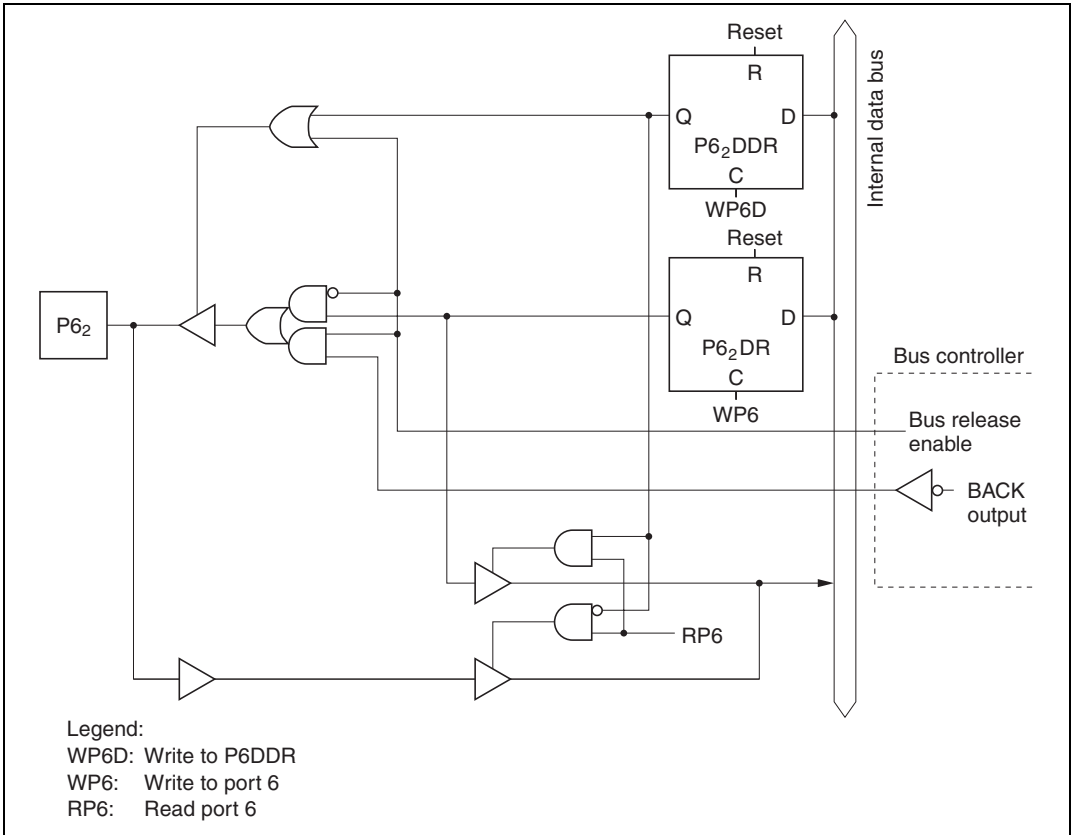 Reset
R
Q D
P6₂DDR
C
WP6D
Reset
R
Q D
P6₂DR
C
WP6
Internal data bus
P6₂
Bus controller
Bus release
enable
BACK
output
RP6
Legend:
WP6D: Write to P6DDR
WP6: Write to port 6
RP6: Read port 6